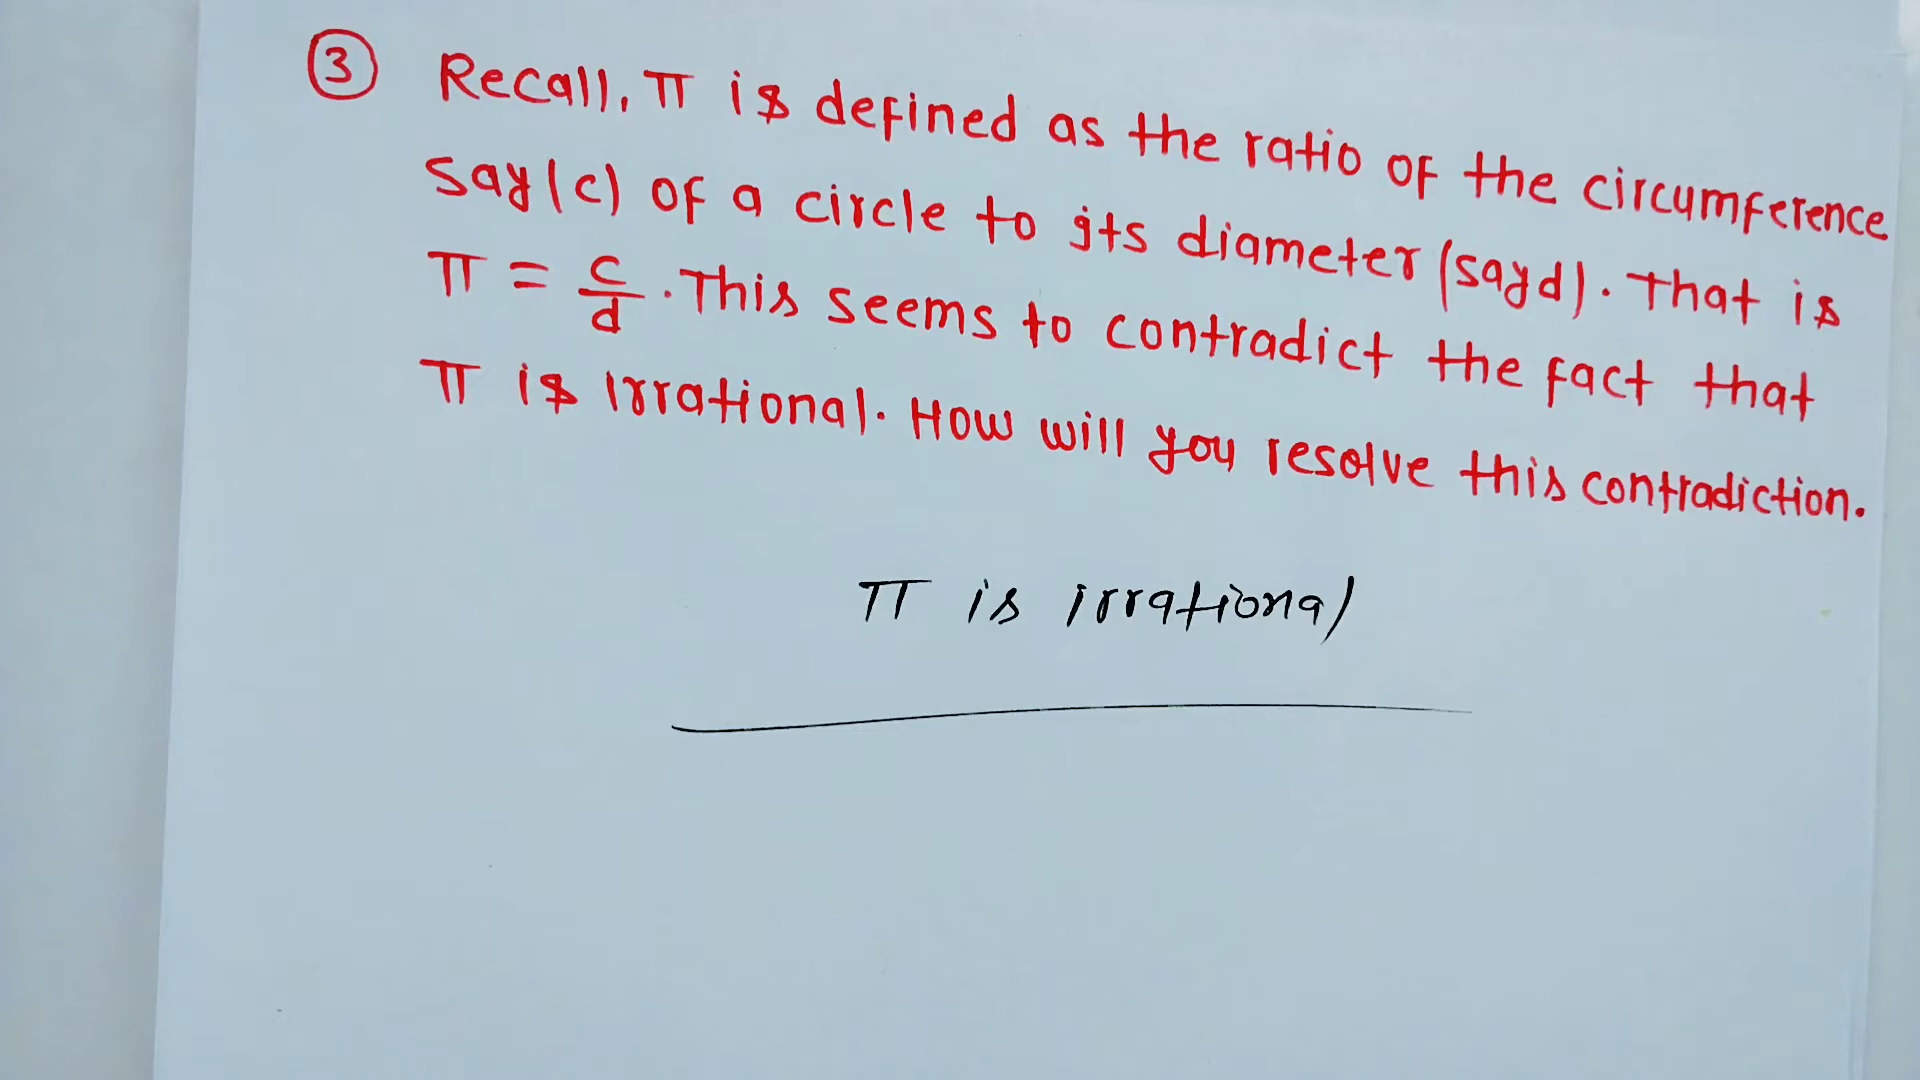 ③ Recall, π is defined as the ratio of the circumference
say (c) of a circle to its diameter (say d). That is
π = c/d. This seems to contradict the fact that
π is irrational. How will you resolve this contradiction.
π is irrational